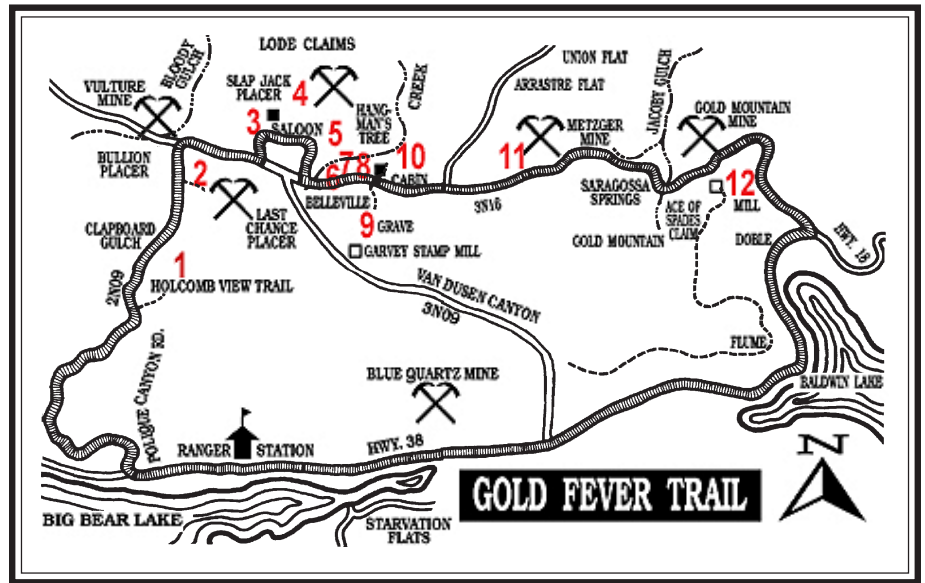 LODE CLAIMS
BLOODY
GULCH
VULTURE
MINE
SLAP JACK
PLACER
4
3
SALOON
HANG-
MAN'S
TREE
CREEK
5
UNION FLAT
ARRASTRE FLAT
JACOBY GULCH
GOLD MOUNTAIN
MINE
METZGER
MINE
11
BULLION
PLACER
2
6
7
8
10
CABIN
BELLEVILLE
3N16
SARAGOSSA
SPRINGS
12
MILL
LAST
CHANCE
PLACER
9
GRAVE
GARVEY STAMP MILL
ACE OF
SPADES
CLAIM
GOLD MOUNTAIN
DOBLE
HWY. 18
CLAPBOARD
GULCH
1
HOLCOMB VIEW TRAIL
2N09
VAN DUSEN CANYON
3N09
FLUME
POLIQUE CANYON RD.
BLUE QUARTZ MINE
BALDWIN LAKE
RANGER STATION
HWY. 38
N
GOLD FEVER TRAIL
BIG BEAR LAKE
STARVATION
FLATS